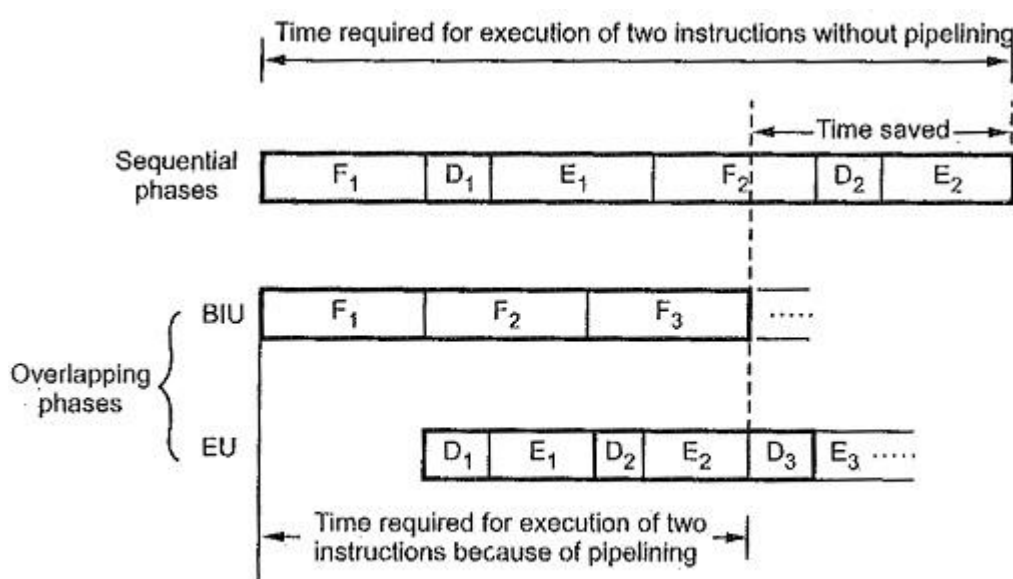 Time required for execution of two instructions without pipelining
Time saved
Sequential
phases
F₁ D₁ E₁ F₂ D₂ E₂
BIU
F₁ F₂ F₃ .....
Overlapping
phases
EU
D₁ E₁ D₂ E₂ D₃ E₃ .....
Time required for execution of two
instructions because of pipelining